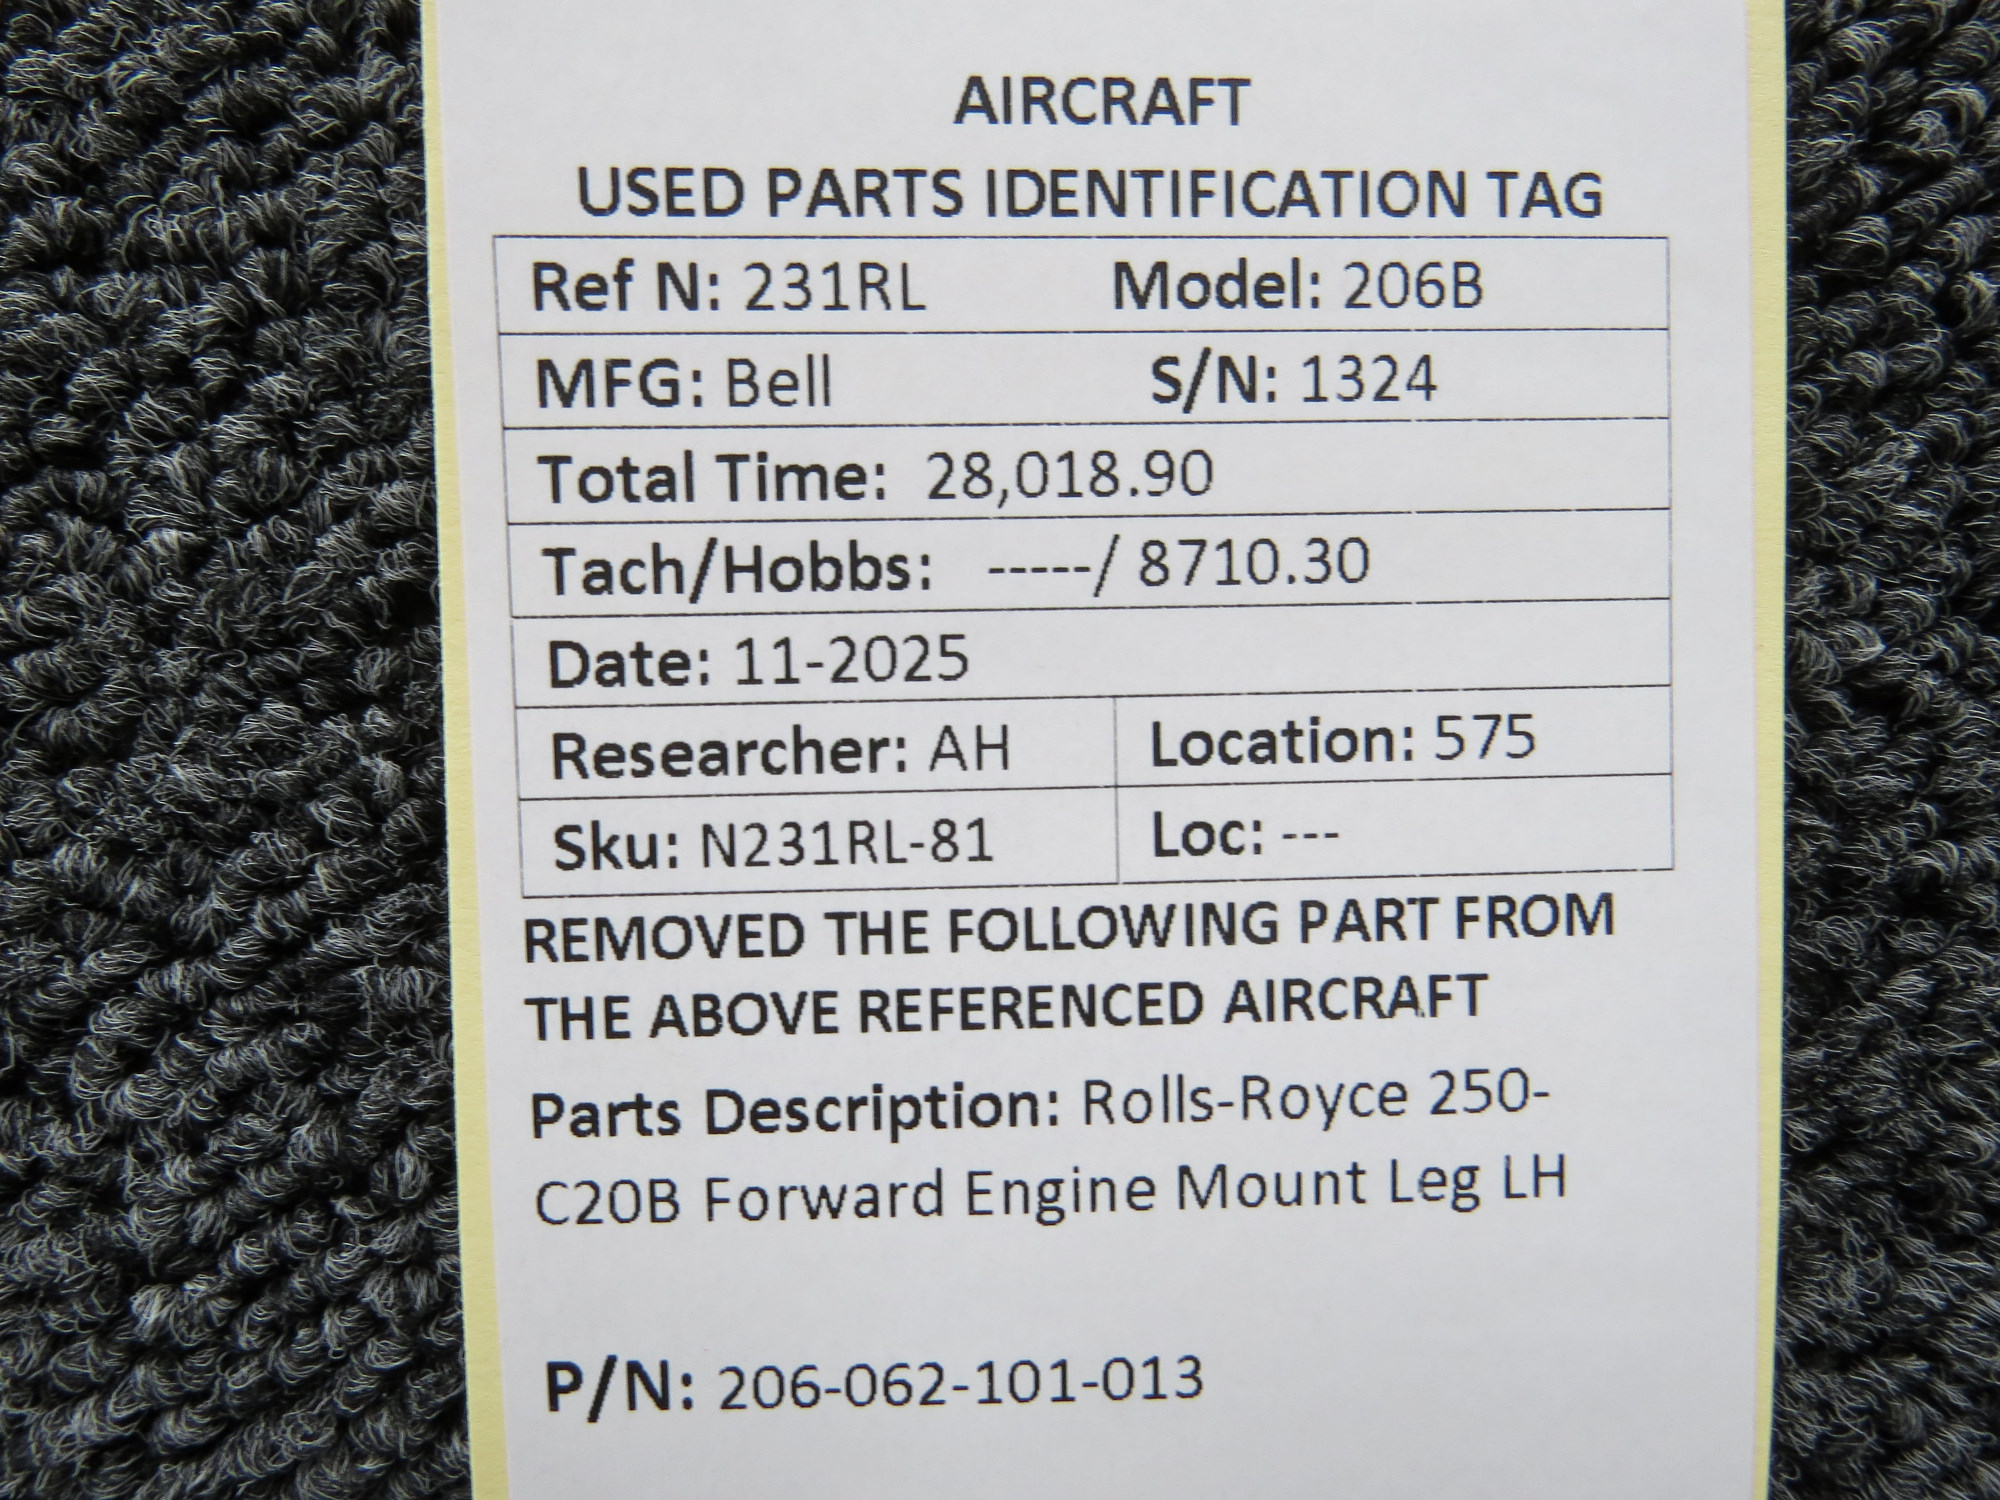 AIRCRAFT
USED PARTS IDENTIFICATION TAG
Ref N: 231RL Model: 206B
MFG: Bell S/N: 1324
Total Time: 28,018.90
Tach/Hobbs: -----/ 8710.30
Date: 11-2025
Researcher: AH Location: 575
Sku: N231RL-81 Loc: ---
REMOVED THE FOLLOWING PART FROM
THE ABOVE REFERENCED AIRCRAFT
Parts Description: Rolls-Royce 250-
C20B Forward Engine Mount Leg LH
P/N: 206-062-101-013